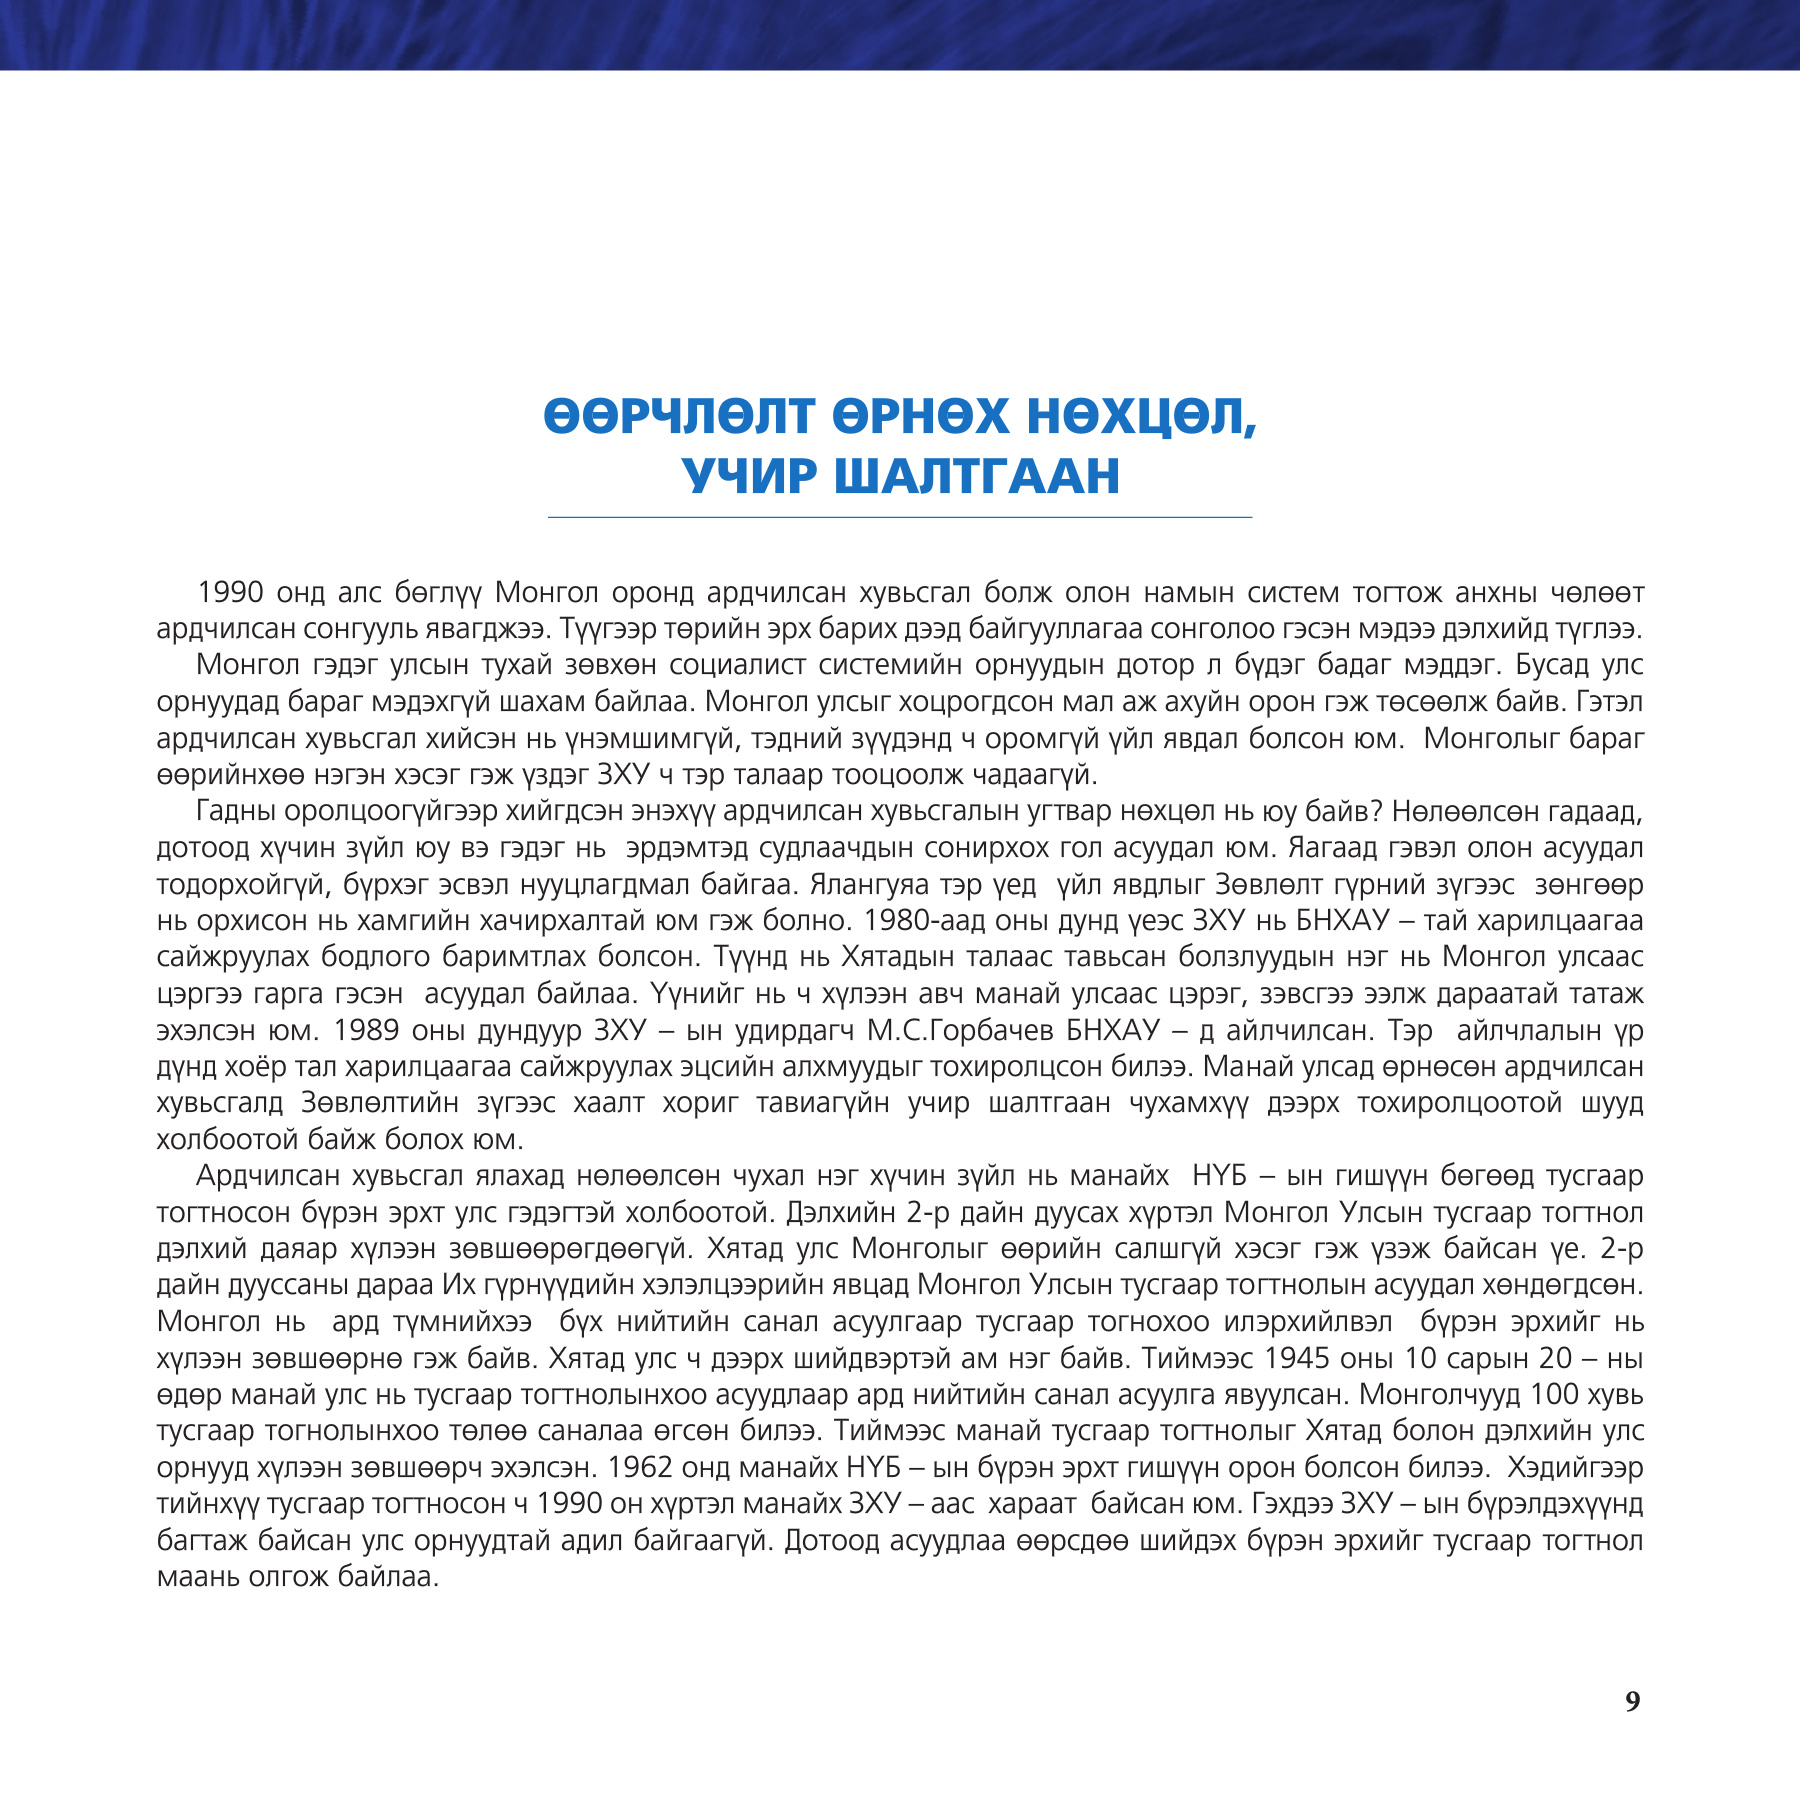 ӨӨРЧЛӨЛТ ӨРНӨХ НӨХЦӨЛ,
УЧИР ШАЛТГААН
1990 онд алс бөглүү Монгол оронд ардчилсан хувьсгал болж олон намын систем тогтож анхны чөлөөт
ардчилсан сонгууль явагджээ. Түүгээр төрийн эрх барих дээд байгууллагаа сонголоо гэсэн мэдээ дэлхийд түглээ.
Монгол гэдэг улсын тухай зөвхөн социалист системийн орнуудын дотор л бүдэг бадаг мэддэг. Бусад улс
орнуудад бараг мэдэхгүй шахам байлаа. Монгол улсыг хоцрогдсон мал аж ахуйн орон гэж төсөөлж байв. Гэтэл
ардчилсан хувьсгал хийсэн нь үнэмшимгүй, тэдний зүүдэнд ч оромгүй үйл явдал болсон юм.  Монголыг бараг
өөрийнхөө нэгэн хэсэг гэж үздэг ЗХУ ч тэр талаар тооцоолж чадаагүй.
Гадны оролцоогүйгээр хийгдсэн энэхүү ардчилсан хувьсгалын угтвар нөхцөл нь юу байв? Нөлөөлсөн гадаад,
дотоод хүчин зүйл юу вэ гэдэг нь  эрдэмтэд судлаачдын сонирхох гол асуудал юм. Яагаад гэвэл олон асуудал
тодорхойгүй, бүрхэг эсвэл нууцлагдмал байгаа. Ялангуяа тэр үед  үйл явдлыг Зөвлөлт гүрний зүгээс  зөнгөөр
нь орхисон нь хамгийн хачирхалтай юм гэж болно. 1980-аад оны дунд үеэс ЗХУ нь БНХАУ – тай харилцаагаа
сайжруулах бодлого баримтлах болсон. Түүнд нь Хятадын талаас тавьсан болзлуудын нэг нь Монгол улсаас
цэргээ гарга гэсэн  асуудал байлаа. Үүнийг нь ч хүлээн авч манай улсаас цэрэг, зэвсгээ ээлж дараатай татаж
эхэлсэн юм. 1989 оны дундуур ЗХУ – ын удирдагч М.С.Горбачев БНХАУ – д айлчилсан. Тэр  айлчлалын үр
дүнд хоёр тал харилцаагаа сайжруулах эцсийн алхмуудыг тохиролцсон билээ. Манай улсад өрнөсөн ардчилсан
хувьсгалд Зөвлөлтийн зүгээс хаалт хориг тавиагүйн учир шалтгаан чухамхүү дээрх тохиролцоотой шууд
холбоотой байж болох юм.
Ардчилсан хувьсгал ялахад нөлөөлсөн чухал нэг хүчин зүйл нь манайх  НҮБ – ын гишүүн бөгөөд тусгаар
тогтносон бүрэн эрхт улс гэдэгтэй холбоотой. Дэлхийн 2-р дайн дуусах хүртэл Монгол Улсын тусгаар тогтнол
дэлхий даяар хүлээн зөвшөөрөгдөөгүй. Хятад улс Монголыг өөрийн салшгүй хэсэг гэж үзэж байсан үе. 2-р
дайн дууссаны дараа Их гүрнүүдийн хэлэлцээрийн явцад Монгол Улсын тусгаар тогтнолын асуудал хөндөгдсөн.
Монгол нь  ард түмнийхээ  бүх нийтийн санал асуулгаар тусгаар тогнохоо илэрхийлвэл  бүрэн эрхийг нь
хүлээн зөвшөөрнө гэж байв. Хятад улс ч дээрх шийдвэртэй ам нэг байв. Тиймээс 1945 оны 10 сарын 20 – ны
өдөр манай улс нь тусгаар тогтнолынхоо асуудлаар ард нийтийн санал асуулга явуулсан. Монголчууд 100 хувь
тусгаар тогнолынхоо төлөө саналаа өгсөн билээ. Тиймээс манай тусгаар тогтнолыг Хятад болон дэлхийн улс
орнууд хүлээн зөвшөөрч эхэлсэн. 1962 онд манайх НҮБ – ын бүрэн эрхт гишүүн орон болсон билээ.  Хэдийгээр
тийнхүү тусгаар тогтносон ч 1990 он хүртэл манайх ЗХУ – аас  хараат  байсан юм. Гэхдээ ЗХУ – ын бүрэлдэхүүнд
багтаж байсан улс орнуудтай адил байгаагүй. Дотоод асуудлаа өөрсдөө шийдэх бүрэн эрхийг тусгаар тогтнол
маань олгож байлаа.
9